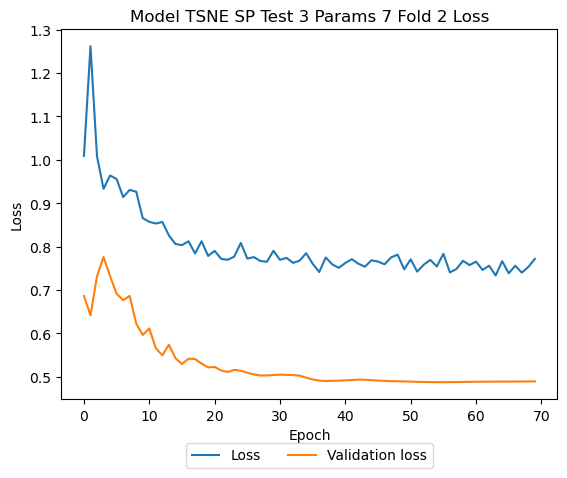 Model TSNE SP Test 3 Params 7 Fold 2 Loss
1.3
1.2
1.1
1.0
0.9
0.8
0.7
0.6
0.5
Loss
0 10 20 30 40 50 60 70
Epoch
Loss Validation loss